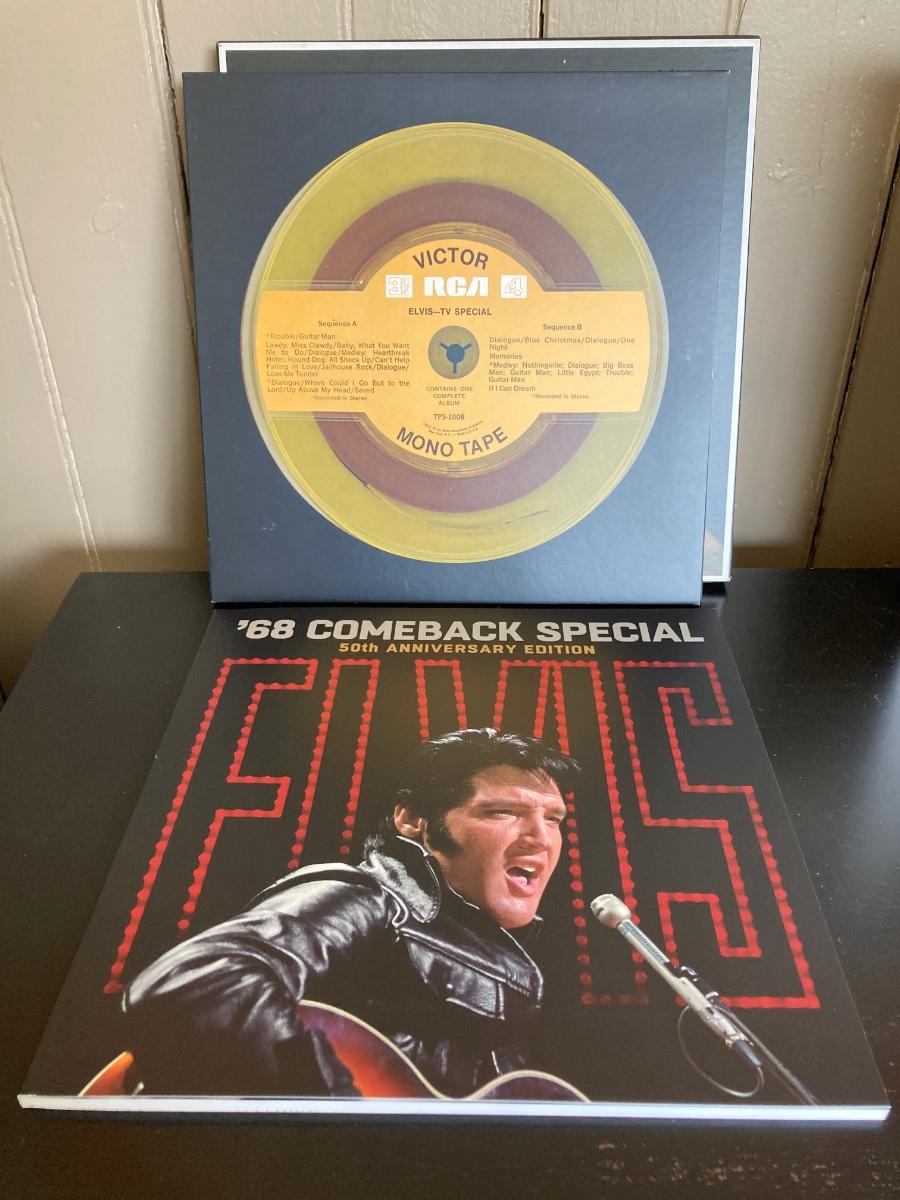 VICTOR
3¾ RCA 4
ELVIS—TV SPECIAL
Sequence A
*Trouble/Guitar Man
Lawdy, Miss Clawdy/Baby, What You Want
Me to Do/Dialogue/Medley: Heartbreak
Hotel; Hound Dog; All Shook Up/Can't Help
Falling in Love/Jailhouse Rock/Dialogue/
Love Me Tender
*Dialogue/Where Could I Go But to the
Lord/Up Above My Head/Saved
*Recorded in Stereo
Sequence B
Dialogue/Blue Christmas/Dialogue/One
Night
Memories
*Medley: Nothingville; Dialogue; Big Boss
Man; Guitar Man; Little Egypt; Trouble;
Guitar Man
If I Can Dream
*Recorded in Stereo
CONTAINS ONE
COMPLETE
ALBUM
TP3-1008
MONO TAPE
'68 COMEBACK SPECIAL
50th ANNIVERSARY EDITION
ELVIS